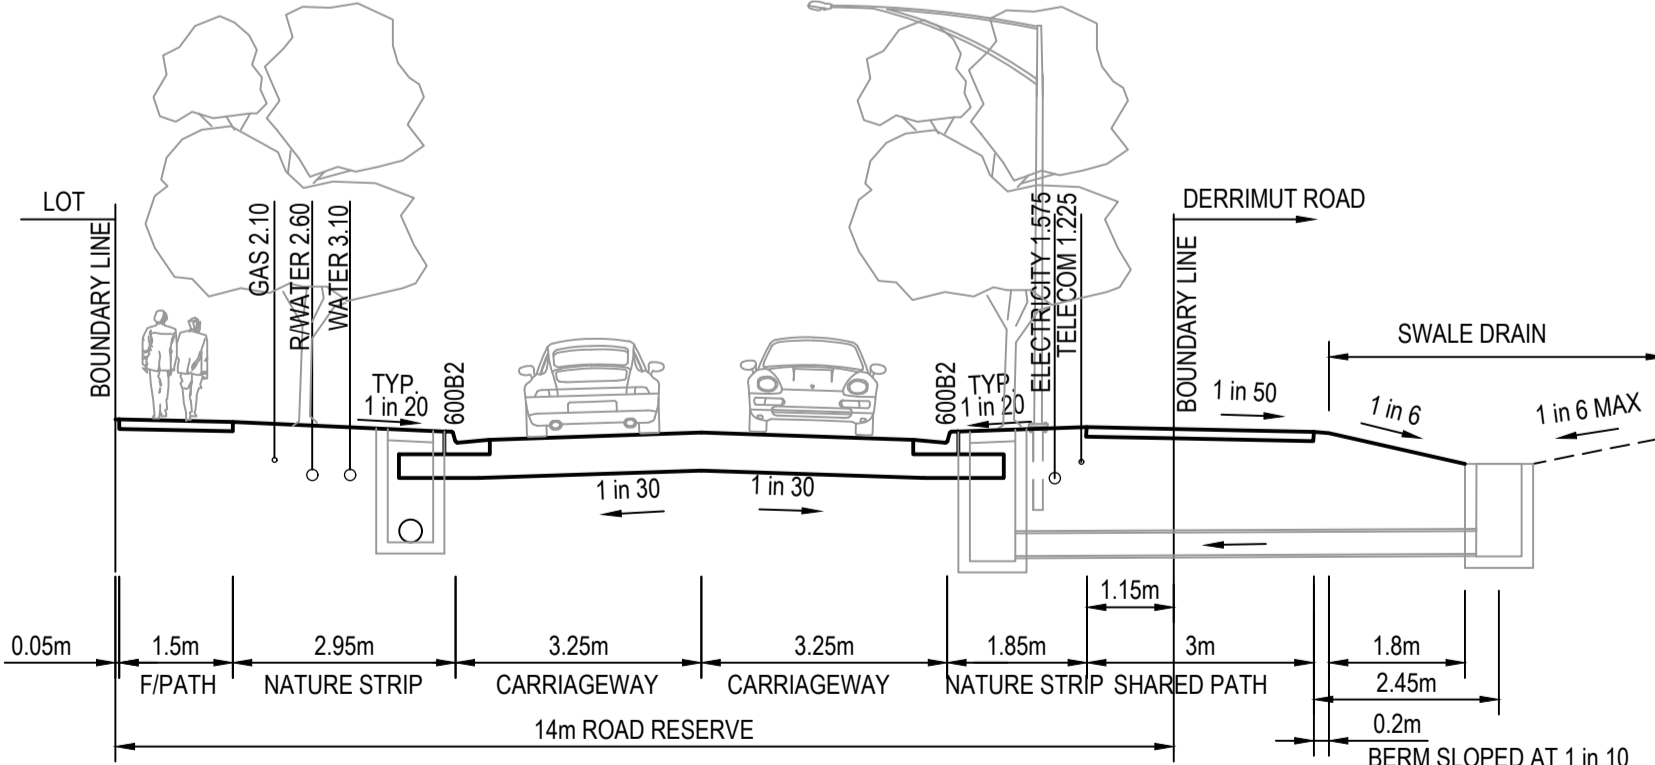 LOT
BOUNDARY LINE
GAS 2.10
R/WATER 2.60
WATER 3.10
TYP.
1 in 20
600B2
600B2
TYP.
1 in 20
ELECTRICITY 1.575
TELECOM 1.225
DERRIMUT ROAD
BOUNDARY LINE
SWALE DRAIN
1 in 50
1 in 6
1 in 6 MAX
1 in 30
1 in 30
1.15m
0.05m
1.5m
2.95m
3.25m
3.25m
1.85m
3m
1.8m
F/PATH
NATURE STRIP
CARRIAGEWAY
CARRIAGEWAY
NATURE STRIP
SHARED PATH
2.45m
14m ROAD RESERVE
0.2m
BERM SLOPED AT 1 in 10